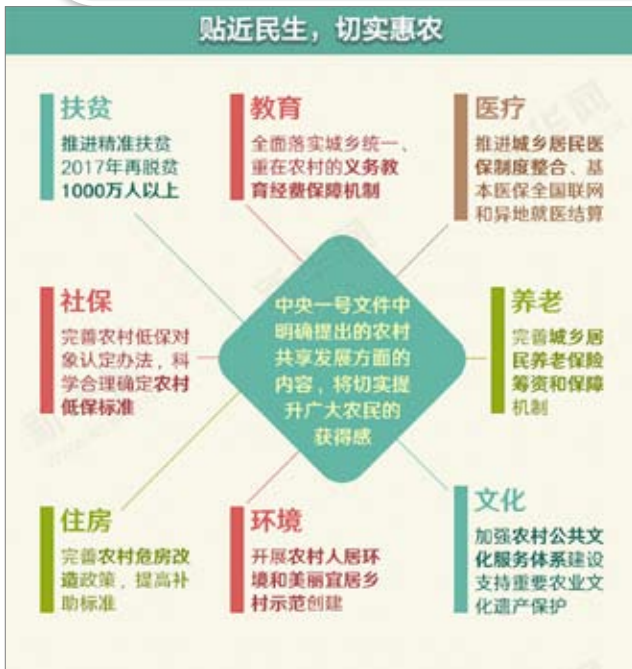 贴近民生，切实惠农
扶贫
推进精准扶贫
2017年再脱贫
1000万人以上
教育
全面落实城乡统一、
重在农村的义务教
育经费保障机制
医疗
推进城乡居民医
保制度整合、基
本医保全国联网
和异地就医结算
社保
完善农村低保对
象认定办法，科
学合理确定农村
低保标准
中央一号文件中
明确提出的农村
共享发展方面的
内容，将切实提
升广大农民的
获得感
养老
完善城乡居
民养老保险
筹资和保障
机制
住房
完善农村危房改
造政策，提高补
助标准
环境
开展农村人居环
境和美丽宜居乡
村示范创建
文化
加强农村公共文
化服务体系建设
支持重要农业文
化遗产保护